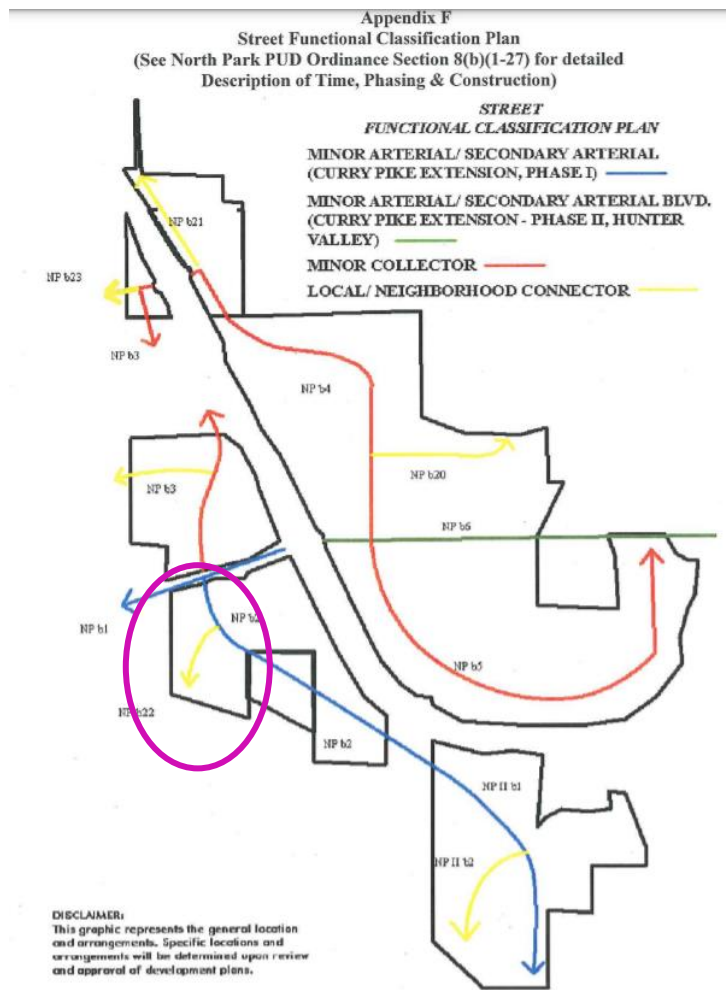 Appendix F
Street Functional Classification Plan
(See North Park PUD Ordinance Section 8(b)(1-27) for detailed
Description of Time, Phasing & Construction)
STREET
FUNCTIONAL CLASSIFICATION PLAN
MINOR ARTERIAL/ SECONDARY ARTERIAL
(CURRY PIKE EXTENSION, PHASE I)
MINOR ARTERIAL/ SECONDARY ARTERIAL BLVD.
(CURRY PIKE EXTENSION - PHASE II, HUNTER
VALLEY)
MINOR COLLECTOR
LOCAL/ NEIGHBORHOOD CONNECTOR
NP b21
NP b23
NP b3
NP b4
NP b3
NP b20
NP b6
NP b1
NP b2
NP b5
NP b22
NP b2
NP II b1
NP II b2
DISCLAIMER:
This graphic represents the general location
and arrangements. Specific locations and
arrangements will be determined upon review
and approval of development plans.